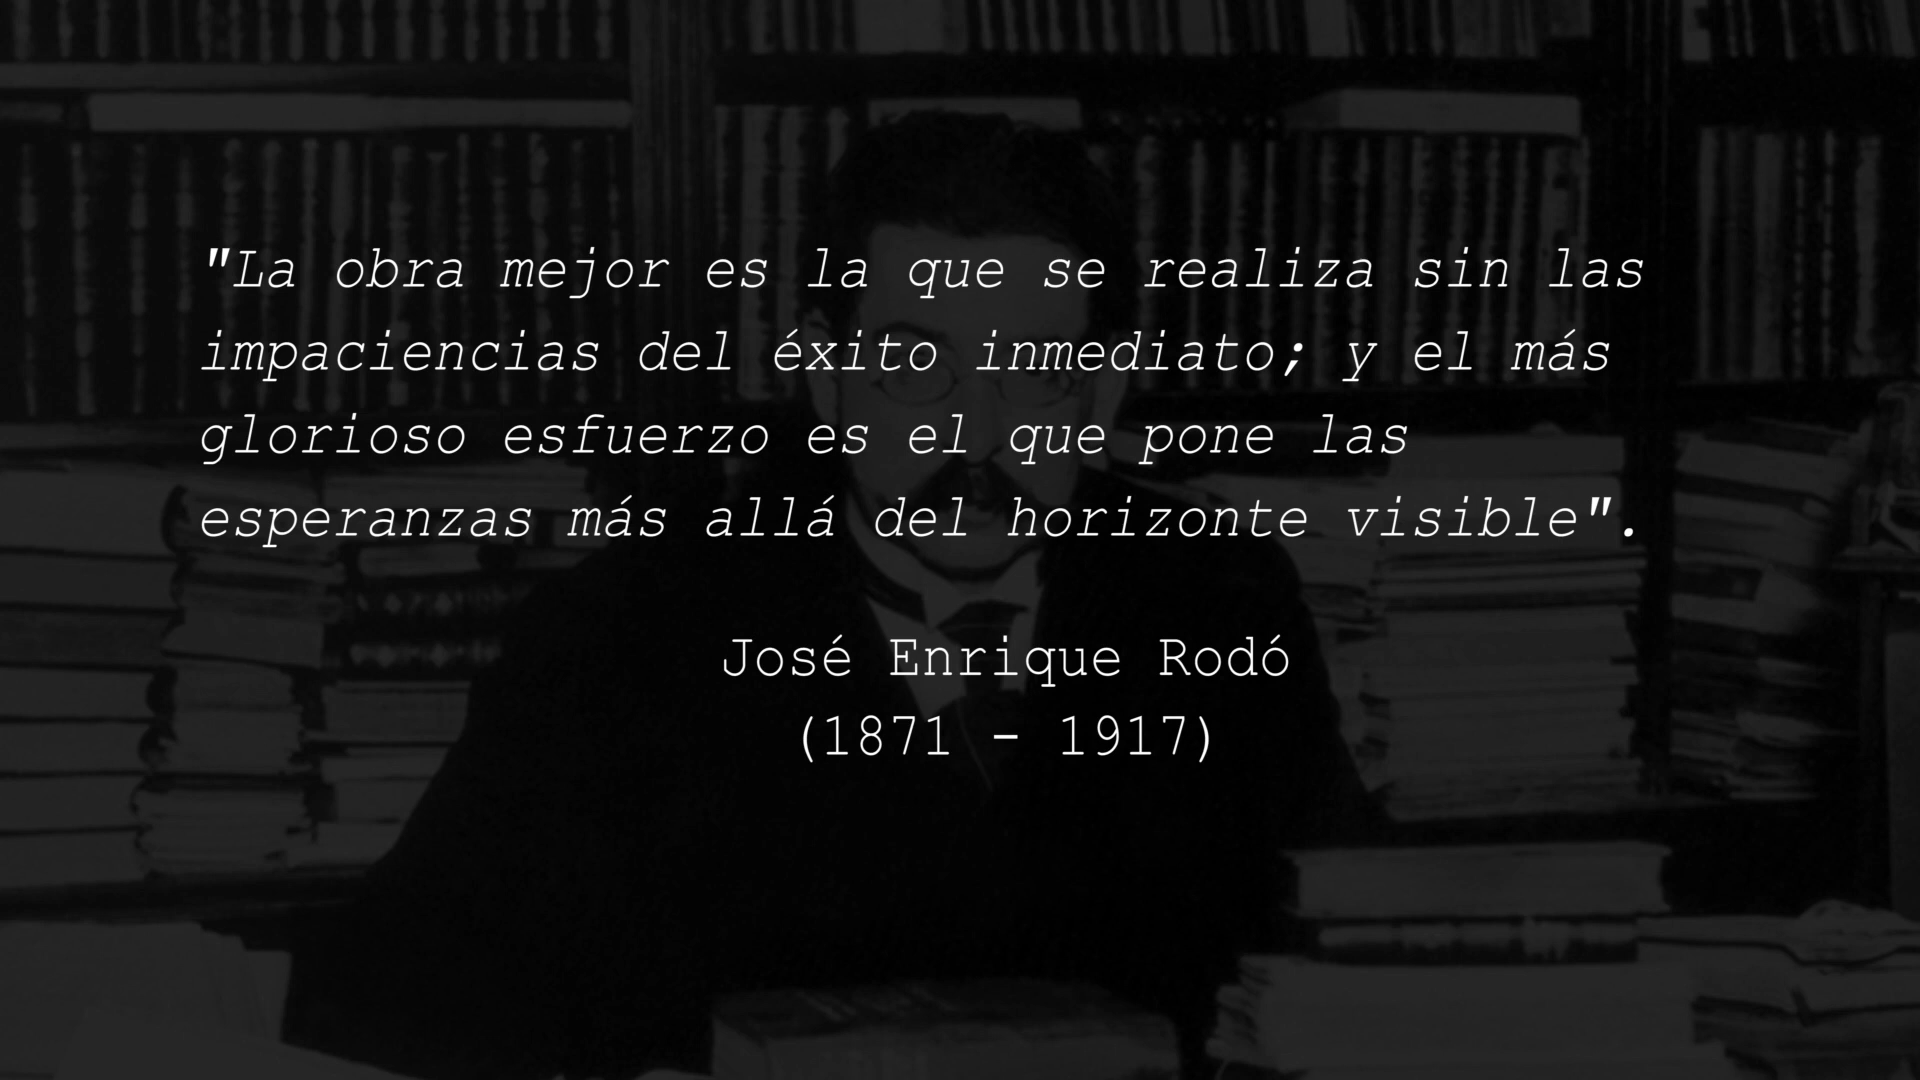 "La obra mejor es la que se realiza sin las
impaciencias del éxito inmediato; y el más
glorioso esfuerzo es el que pone las
esperanzas más allá del horizonte visible".
José Enrique Rodó
(1871 - 1917)